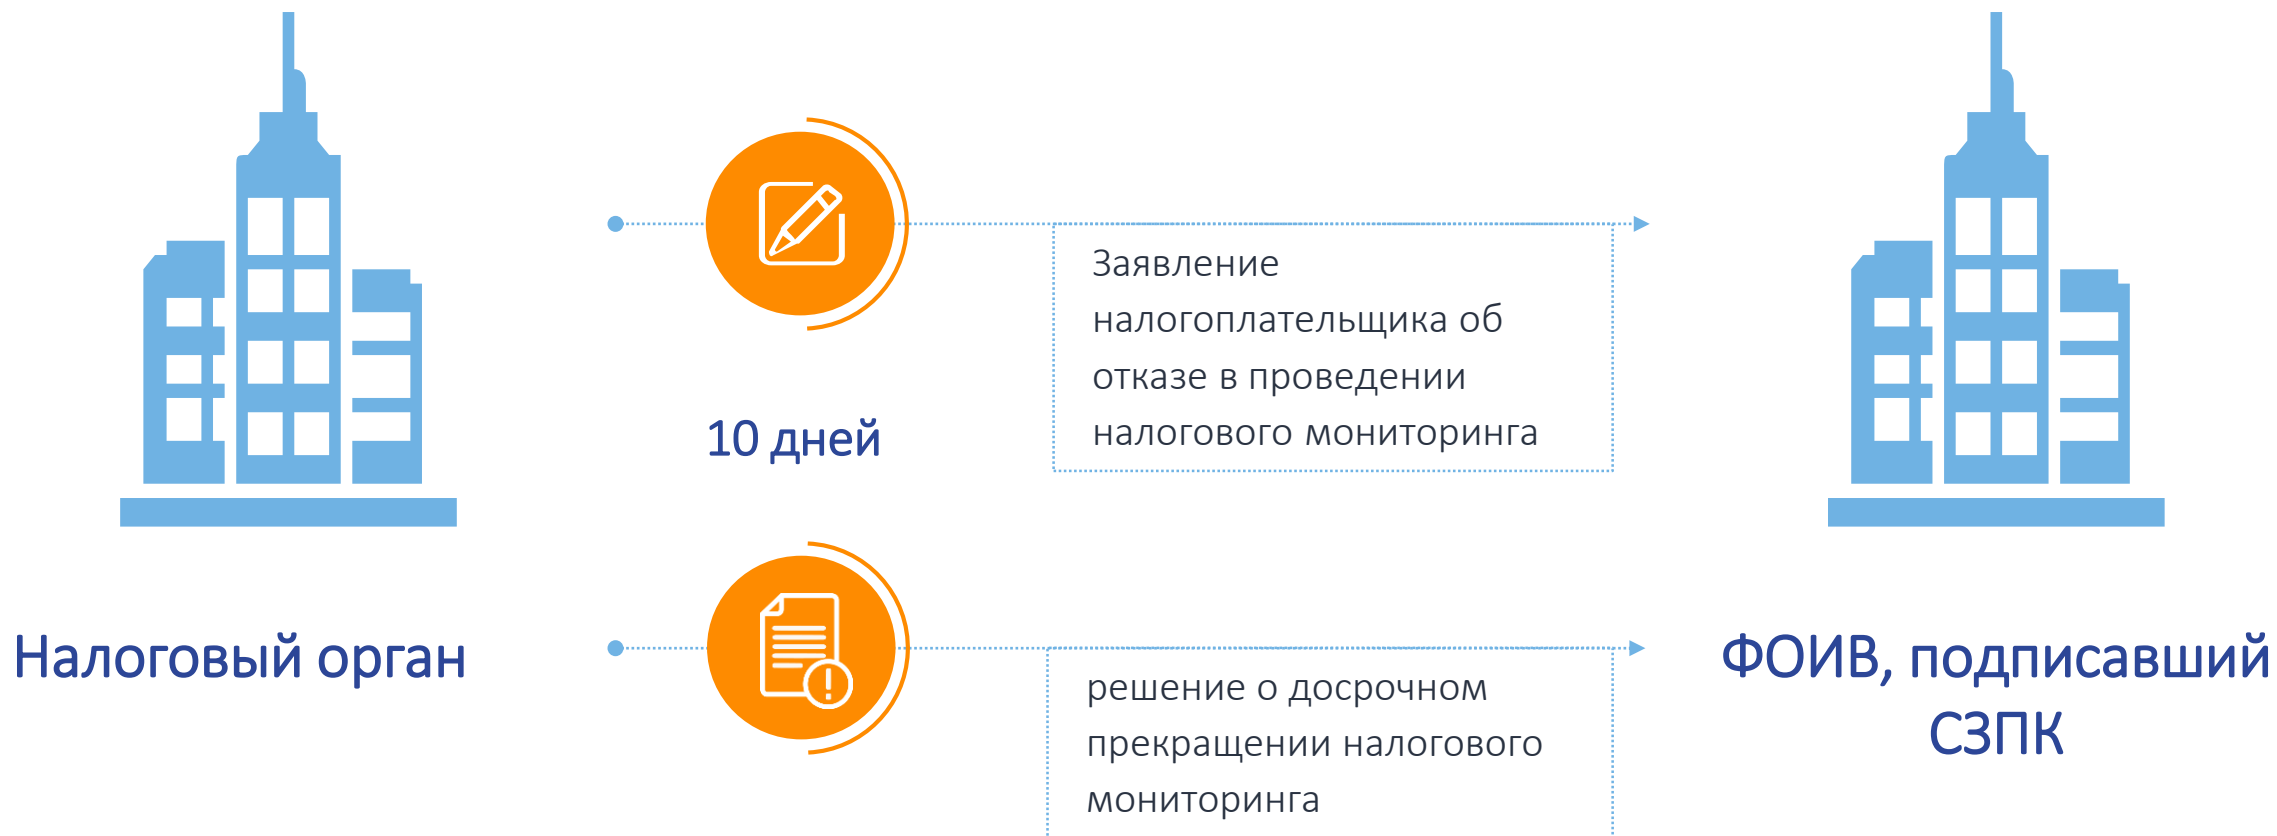 Заявление
налогоплательщика об
отказе в проведении
налогового мониторинга
10 дней
Налоговый орган
ФОИВ, подписавший
СЗПК
решение о досрочном
прекращении налогового
мониторинга